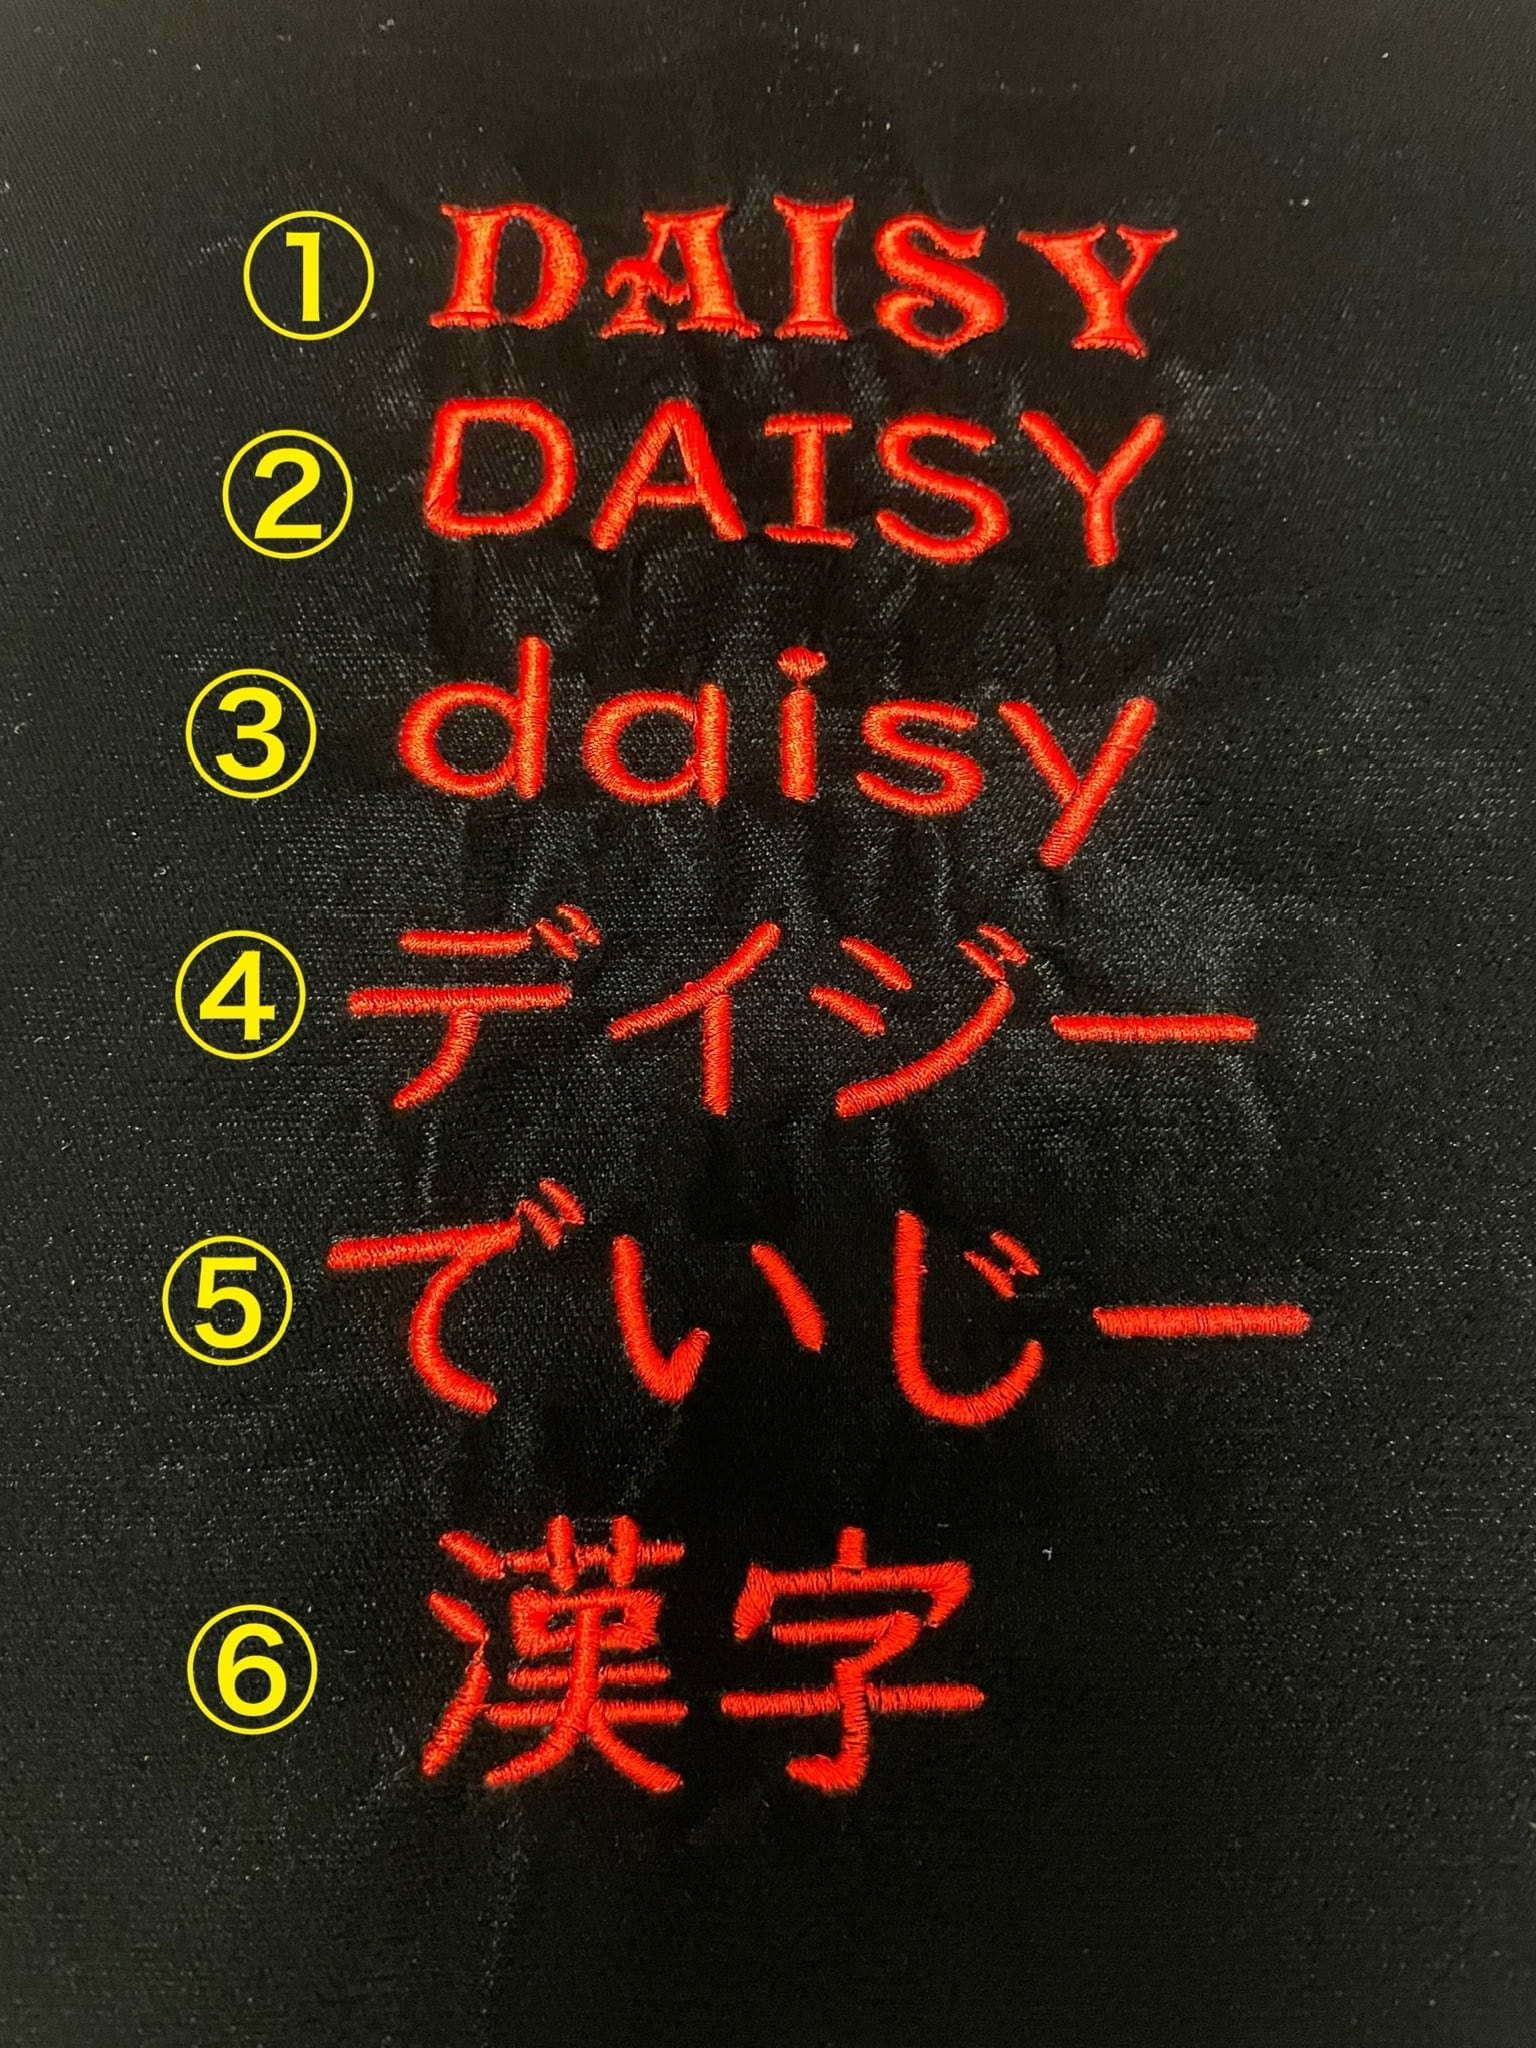 ① DAISY
② DAISY
③ daisy
④ デイジー
⑤ でいじー
⑥ 漢字